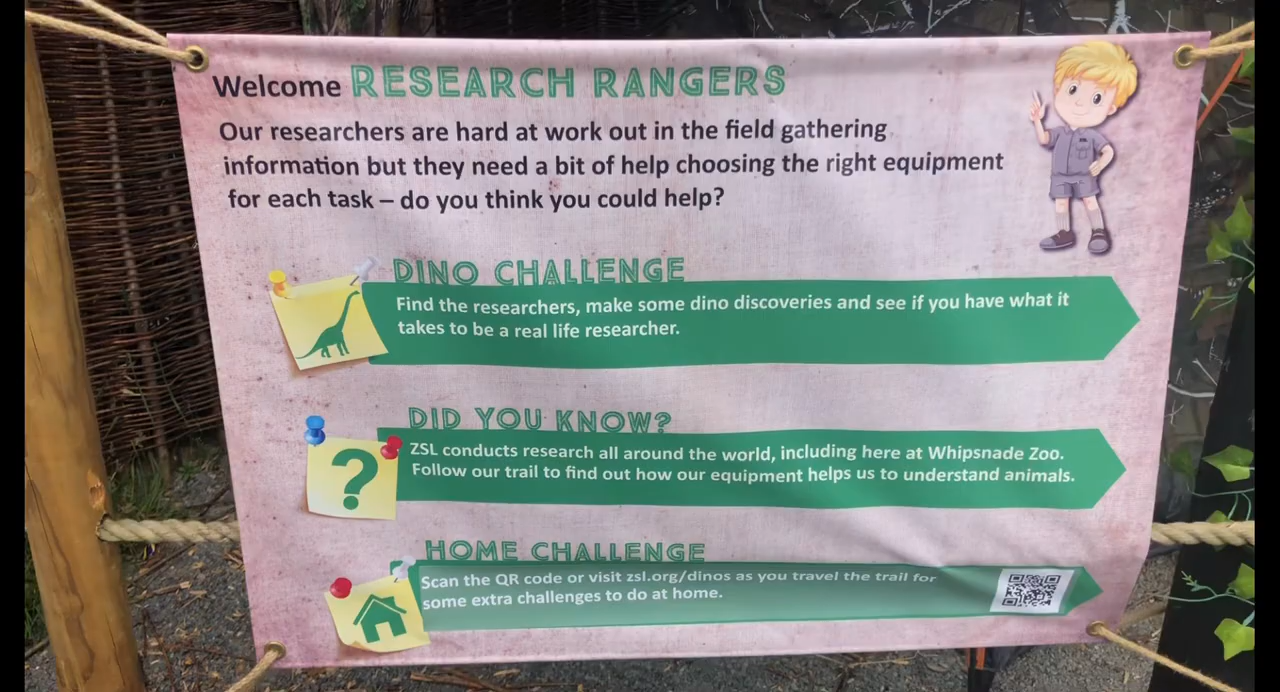 Welcome RESEARCH RANGERS
Our researchers are hard at work out in the field gathering
information but they need a bit of help choosing the right equipment
for each task – do you think you could help?
DINO CHALLENGE
Find the researchers, make some dino discoveries and see if you have what it
takes to be a real life researcher.
DID YOU KNOW?
?
ZSL conducts research all around the world, including here at Whipsnade Zoo.
Follow our trail to find out how our equipment helps us to understand animals.
HOME CHALLENGE
Scan the QR code or visit zsl.org/dinos as you travel the trail for
some extra challenges to do at home.